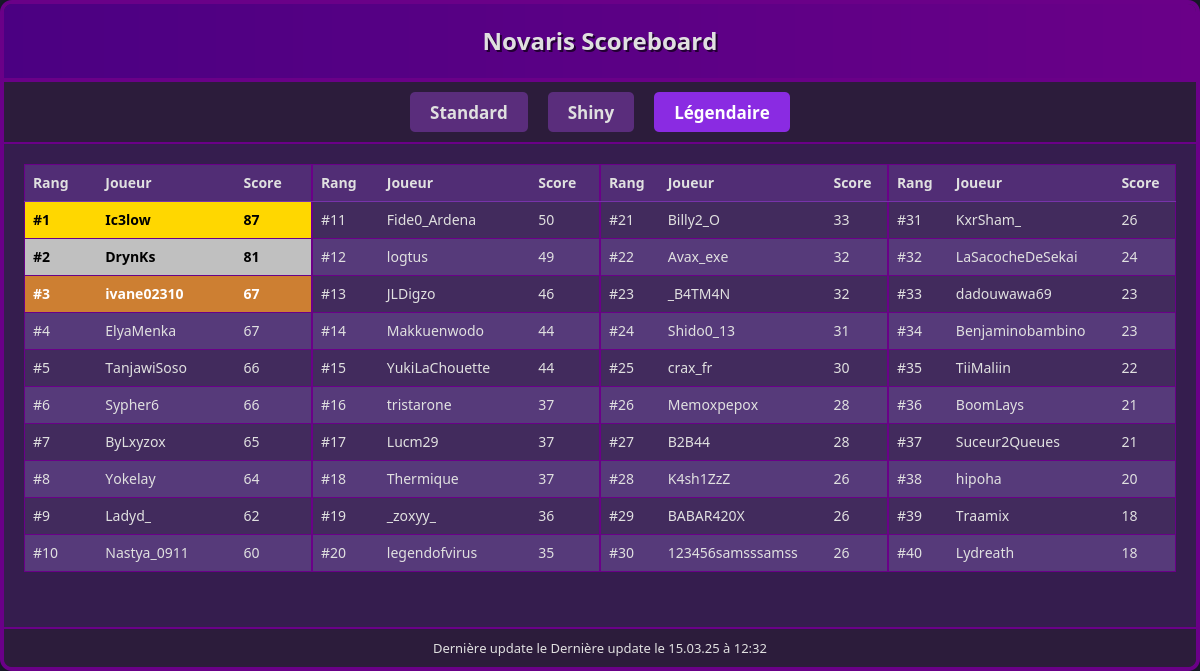 Novaris Scoreboard
Standard Shiny Légendaire
Rang Joueur Score Rang Joueur Score Rang Joueur Score Rang Joueur Score
#1 Ic3low 87 #11 Fide0_Ardena 50 #21 Billy2_O 33 #31 KxrSham_ 26
#2 DrynKs 81 #12 logtus 49 #22 Avax_exe 32 #32 LaSacocheDeSekai 24
#3 ivane02310 67 #13 JLDigzo 46 #23 _B4TM4N 32 #33 dadouwawa69 23
#4 ElyaMenka 67 #14 Makkuenwodo 44 #24 Shido0_13 31 #34 Benjaminobambino 23
#5 TanjawiSoso 66 #15 YukiLaChouette 44 #25 crax_fr 30 #35 TiiMaliin 22
#6 Sypher6 66 #16 tristarone 37 #26 Memoxpepox 28 #36 BoomLays 21
#7 ByLxyzox 65 #17 Lucm29 37 #27 B2B44 28 #37 Suceur2Queues 21
#8 Yokelay 64 #18 Thermique 37 #28 K4sh1ZzZ 26 #38 hipoha 20
#9 Ladyd_ 62 #19 _zoxyy_ 36 #29 BABAR420X 26 #39 Traamix 18
#10 Nastya_0911 60 #20 legendofvirus 35 #30 123456samsssamss 26 #40 Lydreath 18
Dernière update le Dernière update le 15.03.25 à 12:32